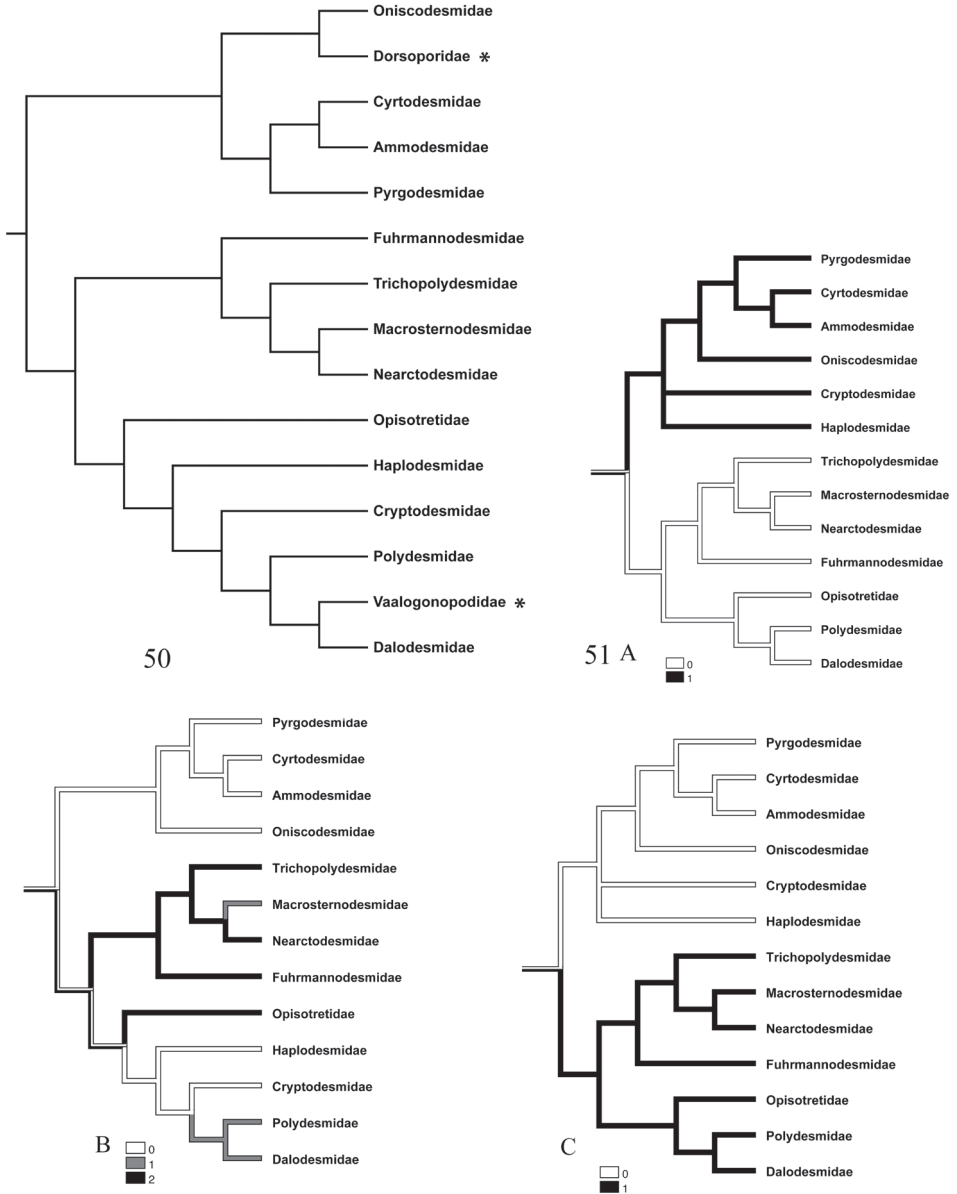 Oniscodesmidae
Dorsoporidae *
Cyrtodesmidae
Ammodesmidae
Pyrgodesmidae
Fuhrmannodesmidae
Trichopolydesmidae
Macrosternodesmidae
Nearctodesmidae
Opisotretidae
Haplodesmidae
Cryptodesmidae
Polydesmidae
Vaalogonopodidae *
Dalodesmidae
50
Pyrgodesmidae
Cyrtodesmidae
Ammodesmidae
Oniscodesmidae
Cryptodesmidae
Haplodesmidae
Trichopolydesmidae
Macrosternodesmidae
Nearctodesmidae
Fuhrmannodesmidae
Opisotretidae
Polydesmidae
Dalodesmidae
51 A
0
1
Pyrgodesmidae
Cyrtodesmidae
Ammodesmidae
Oniscodesmidae
Trichopolydesmidae
Macrosternodesmidae
Nearctodesmidae
Fuhrmannodesmidae
Opisotretidae
Haplodesmidae
Cryptodesmidae
Polydesmidae
Dalodesmidae
B
0
1
2
Pyrgodesmidae
Cyrtodesmidae
Ammodesmidae
Oniscodesmidae
Cryptodesmidae
Haplodesmidae
Trichopolydesmidae
Macrosternodesmidae
Nearctodesmidae
Fuhrmannodesmidae
Opisotretidae
Polydesmidae
Dalodesmidae
C
0
1